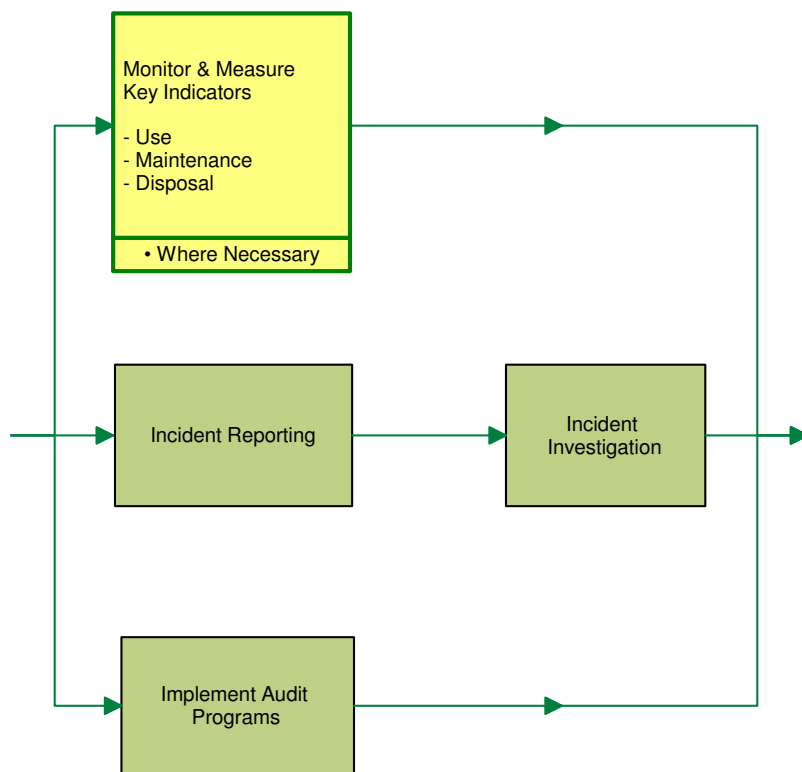 Monitor & Measure
Key Indicators
- Use
- Maintenance
- Disposal
• Where Necessary
Incident Reporting
Incident
Investigation
Implement Audit
Programs